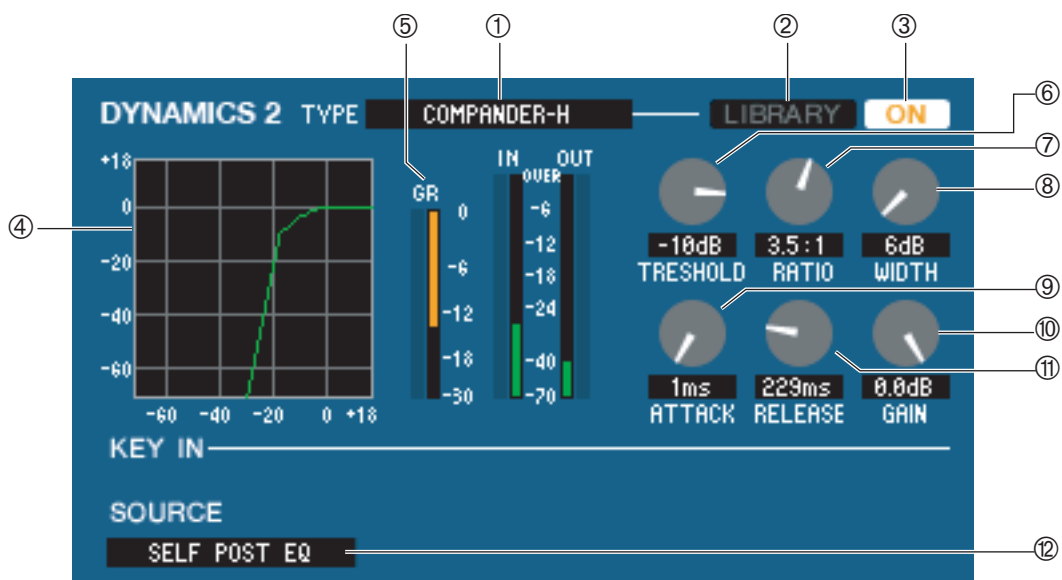 ⑤ ① ② ③
DYNAMICS 2 TYPE COMPANDER-H LIBRARY ON
⑥
⑦
⑧
④
⑨
⑩
⑪
+18
0
-20
-40
-60
-60 -40 -20 0 +18
GR
0
-6
-12
-18
-30
IN OUT
OVER
-6
-12
-18
-24
-40
-70
-10dB 3.5:1 6dB
TRESHOLD RATIO WIDTH
1ms 229ms 0.0dB
ATTACK RELEASE GAIN
KEY IN
SOURCE
SELF POST EQ ⑫